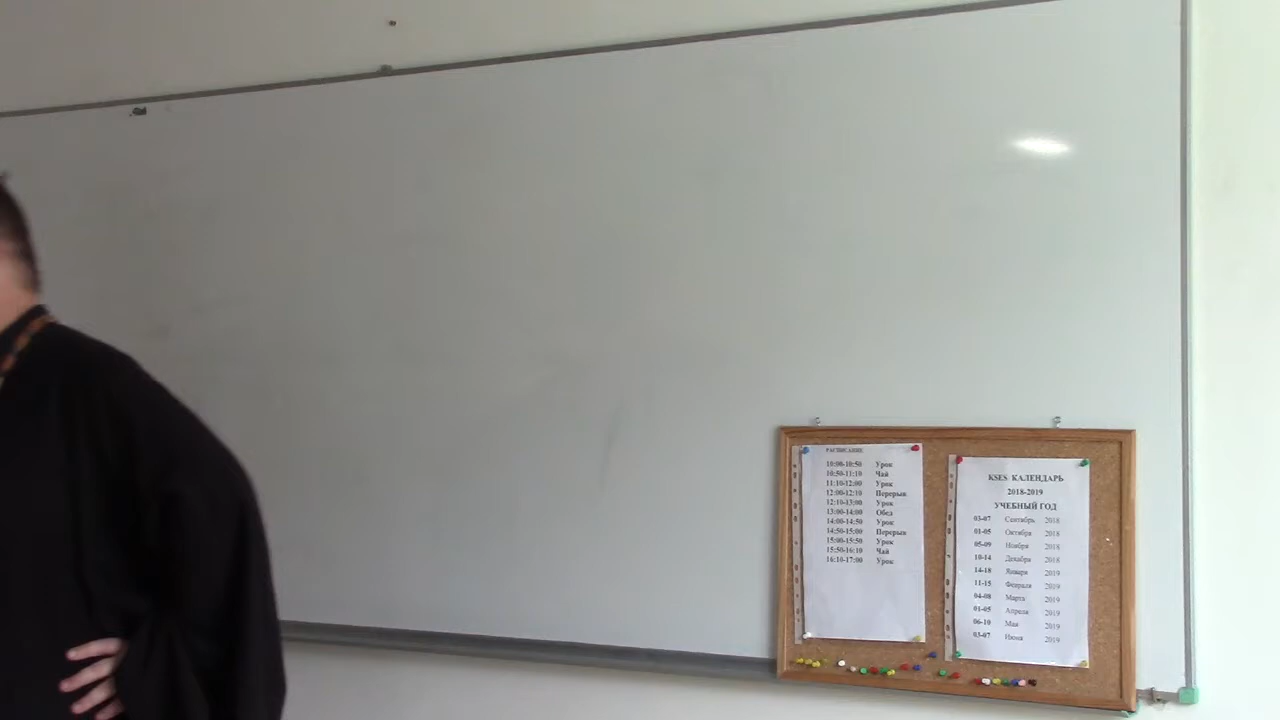 РАСПИСАНИЕ
10:00-10:50 Урок
10:50-11:10 Чай
11:10-12:00 Урок
12:00-12:10 Перерыв
12:10-13:00 Урок
13:00-14:00 Обед
14:00-14:50 Урок
14:50-15:00 Перерыв
15:00-15:50 Урок
15:50-16:10 Чай
16:10-17:00 Урок
KSES КАЛЕНДАРЬ
2018-2019
УЧЕБНЫЙ ГОД
03-07 Сентябрь 2018
01-05 Октября 2018
05-09 Ноября 2018
10-14 Декабря 2018
14-18 Января 2019
11-15 Февраля 2019
04-08 Марта 2019
01-05 Апреля 2019
06-10 Мая 2019
03-07 Июня 2019